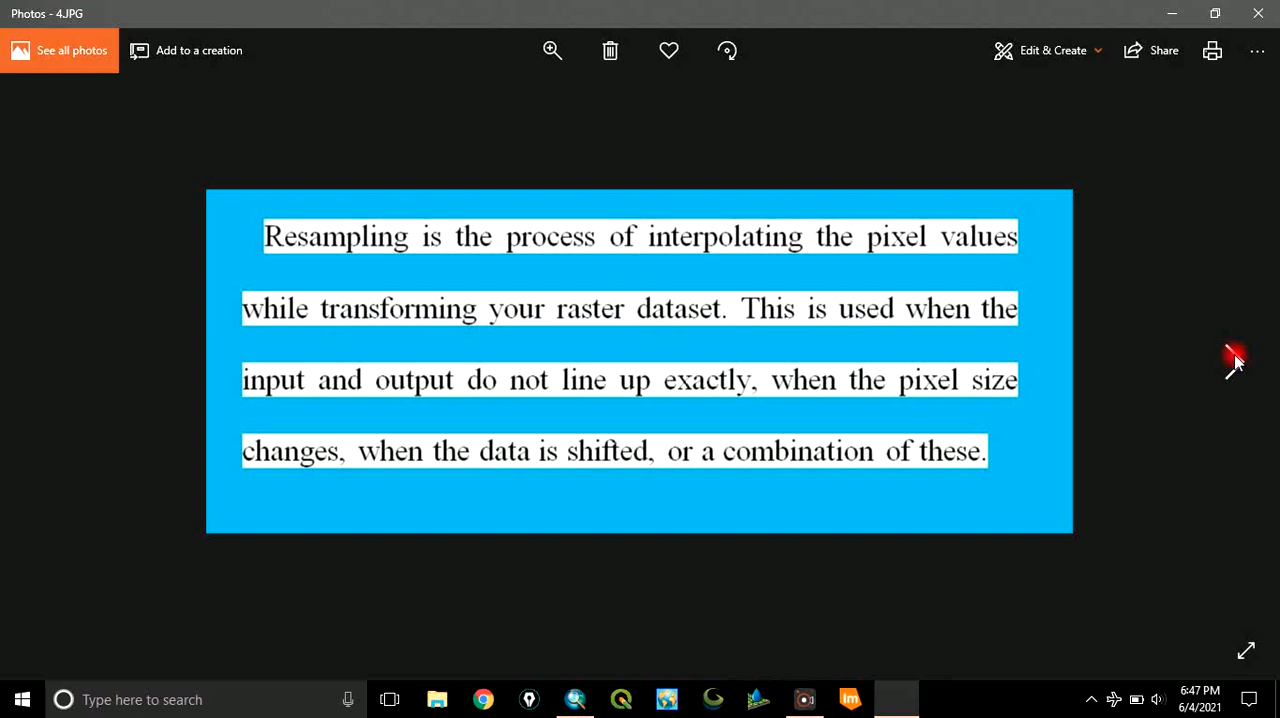 Photos - 4.JPG
See all photos
Add to a creation
Edit & Create
Share
Resampling is the process of interpolating the pixel values
while transforming your raster dataset. This is used when the
input and output do not line up exactly, when the pixel size
changes, when the data is shifted, or a combination of these.
Type here to search
lm
6:47 PM
6/4/2021